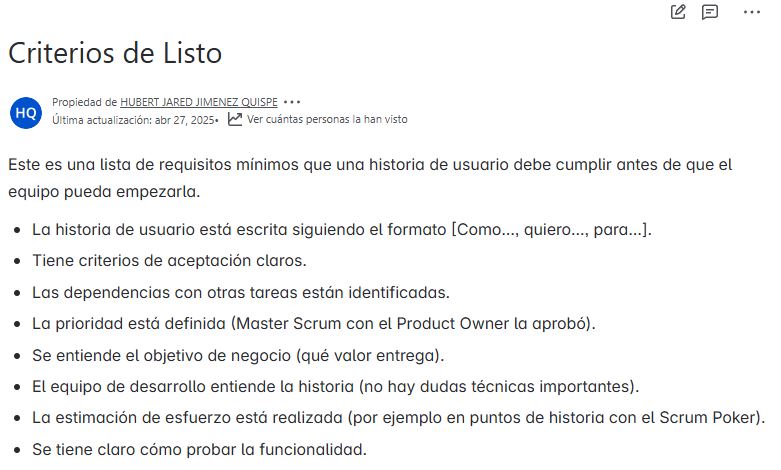 Criterios de Listo
HQ
Propiedad de HUBERT JARED JIMENEZ QUISPE
Última actualización: abr 27, 2025• Ver cuántas personas la han visto
Este es una lista de requisitos mínimos que una historia de usuario debe cumplir antes de que el
equipo pueda empezarla.
• La historia de usuario está escrita siguiendo el formato [Como..., quiero..., para...].
• Tiene criterios de aceptación claros.
• Las dependencias con otras tareas están identificadas.
• La prioridad está definida (Master Scrum con el Product Owner la aprobó).
• Se entiende el objetivo de negocio (qué valor entrega).
• El equipo de desarrollo entiende la historia (no hay dudas técnicas importantes).
• La estimación de esfuerzo está realizada (por ejemplo en puntos de historia con el Scrum Poker).
• Se tiene claro cómo probar la funcionalidad.